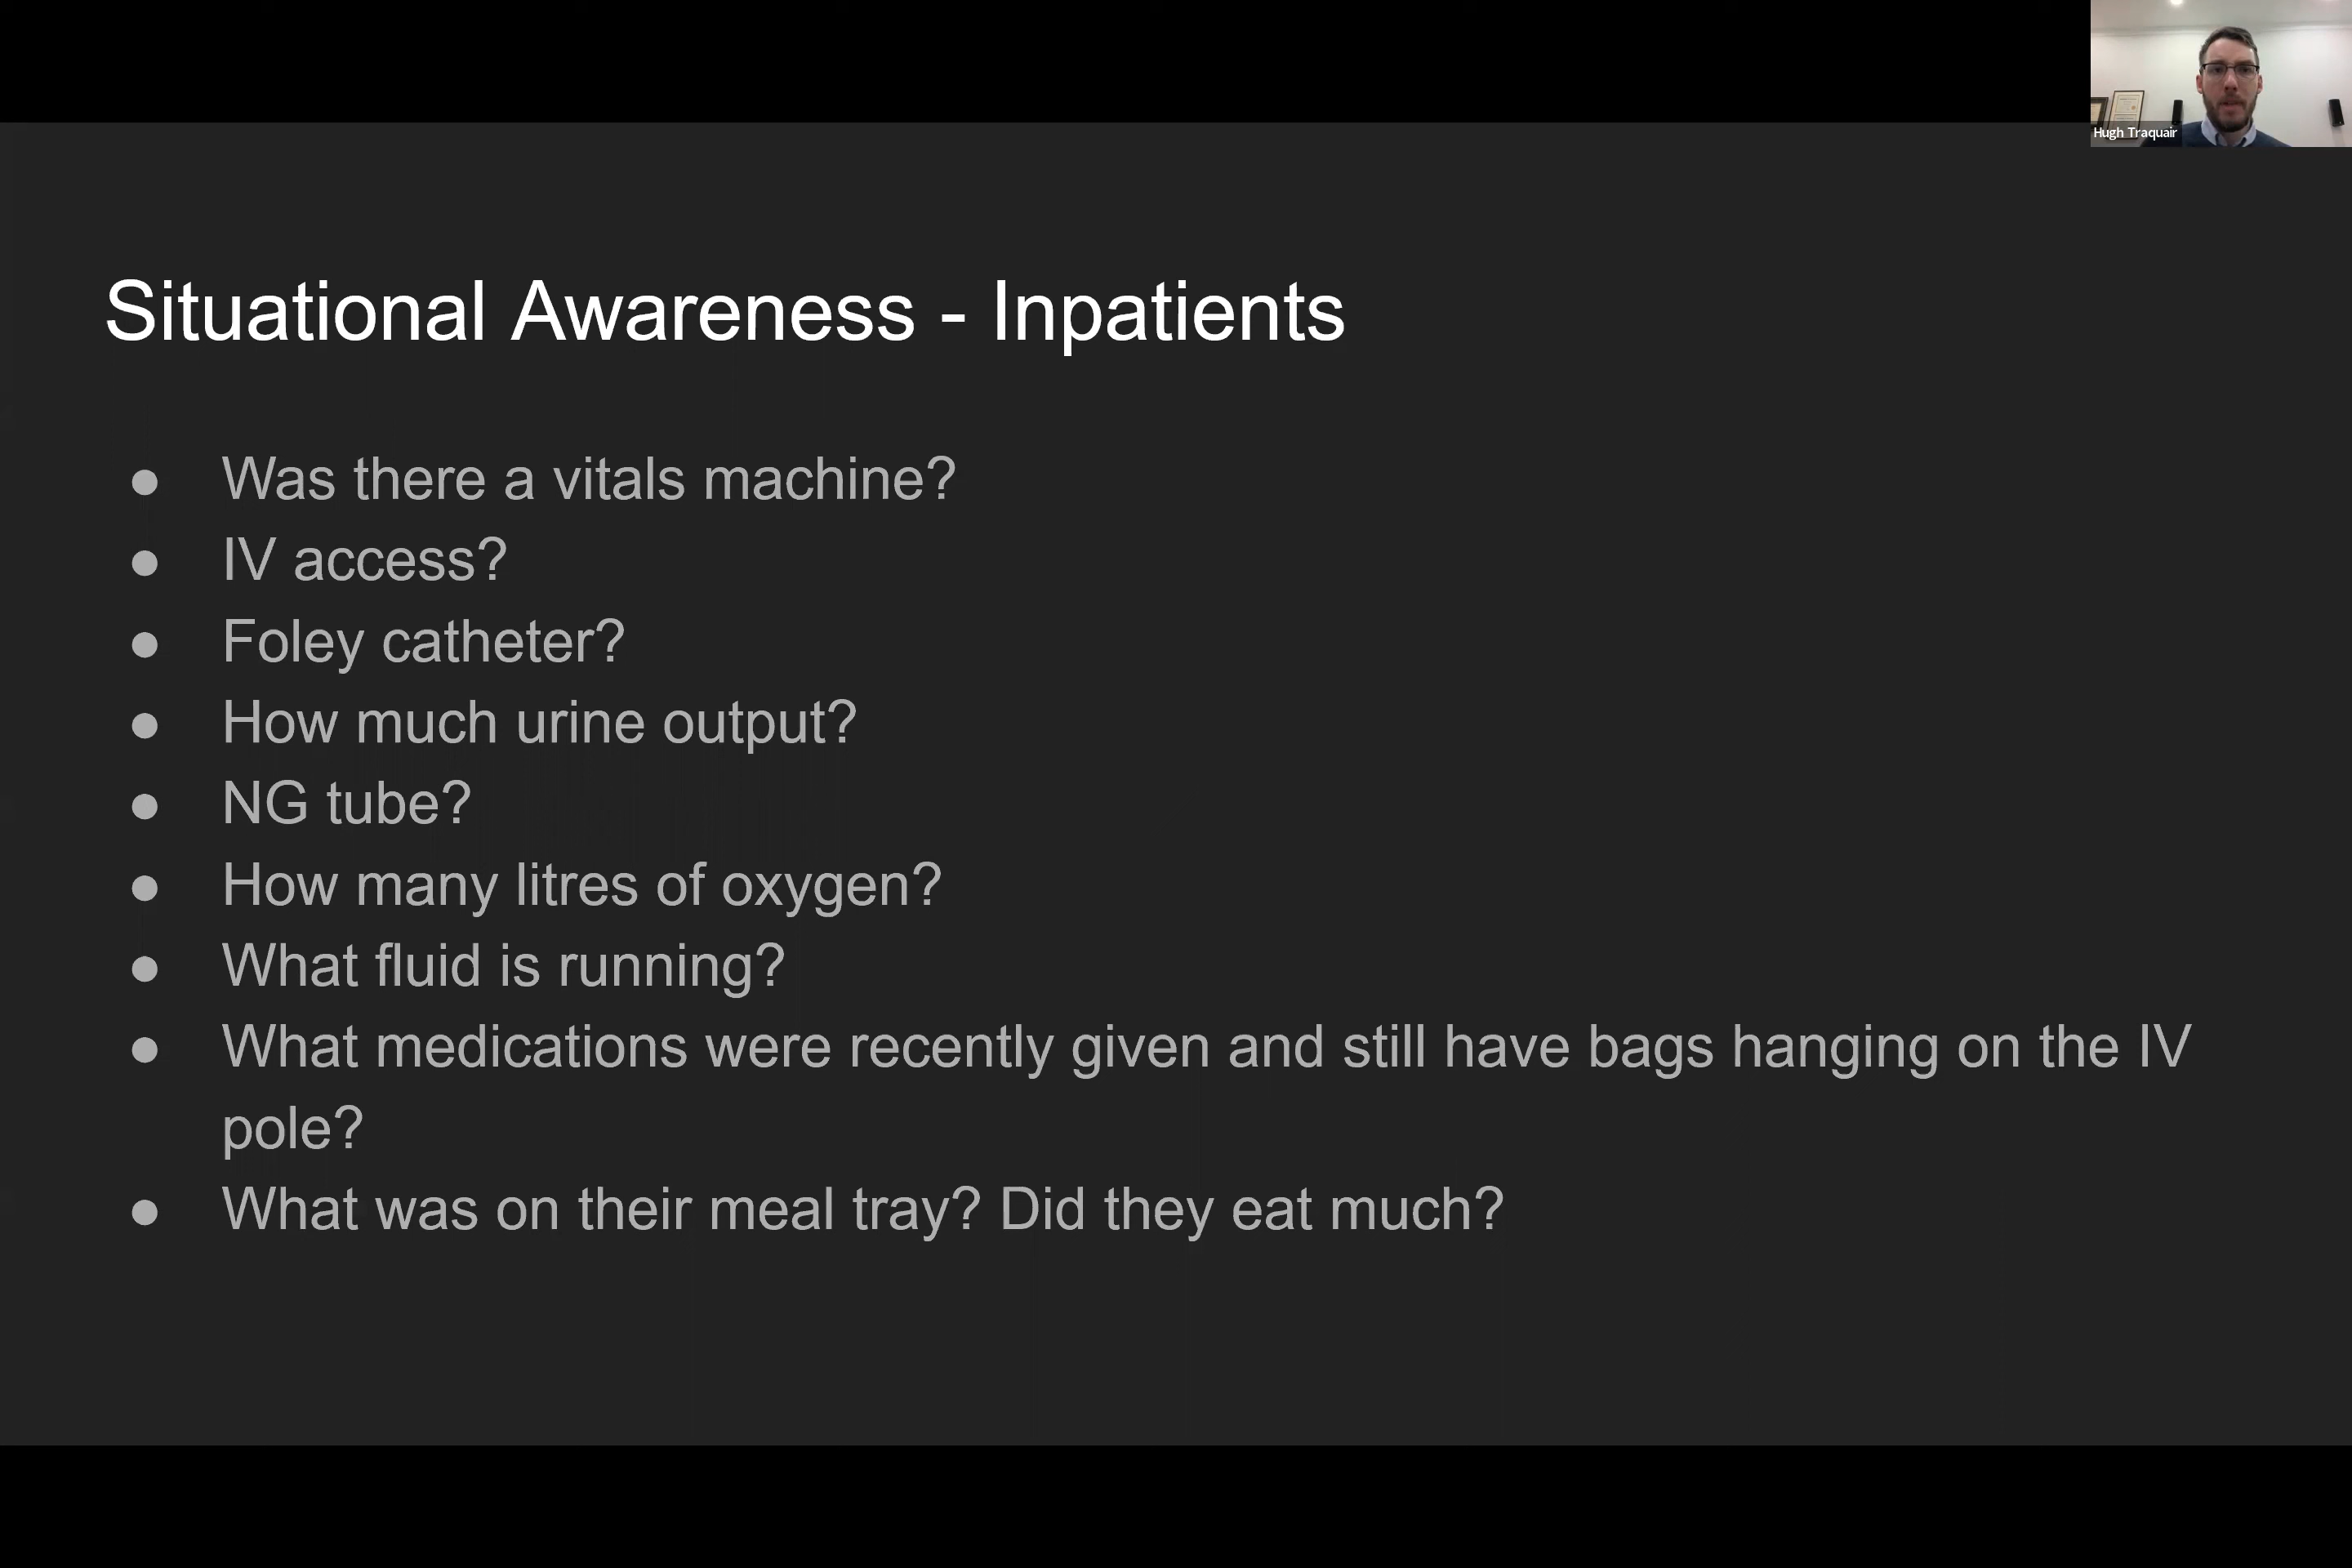 Hugh Traquair
Situational Awareness - Inpatients
● Was there a vitals machine?
● IV access?
● Foley catheter?
● How much urine output?
● NG tube?
● How many litres of oxygen?
● What fluid is running?
● What medications were recently given and still have bags hanging on the IV
pole?
● What was on their meal tray? Did they eat much?